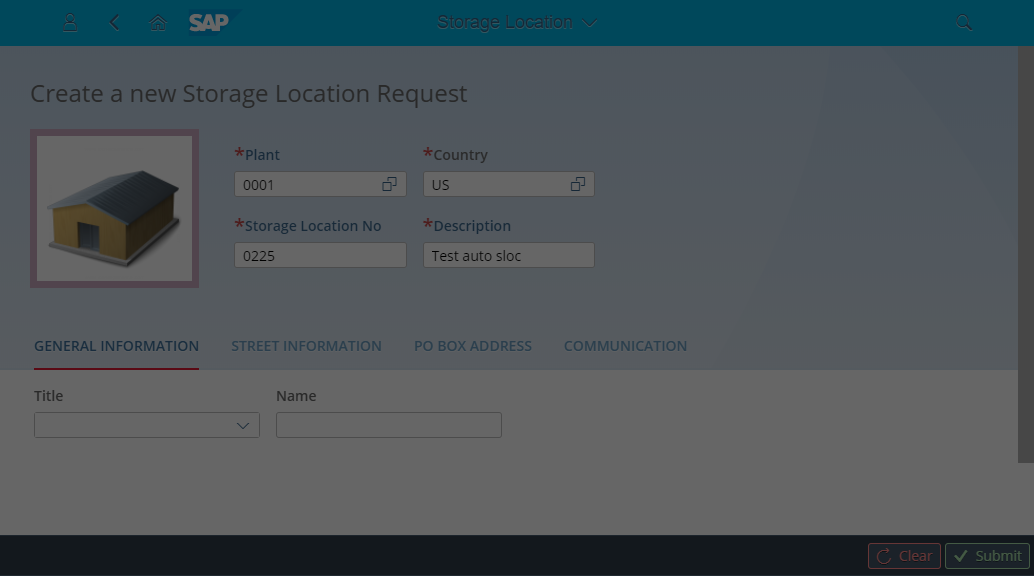 SAP
Storage Location
Create a new Storage Location Request
*Plant
*Country
0001
US
*Storage Location No
*Description
0225
Test auto sloc
GENERAL INFORMATION
STREET INFORMATION
PO BOX ADDRESS
COMMUNICATION
Title
Name
Clear
Submit